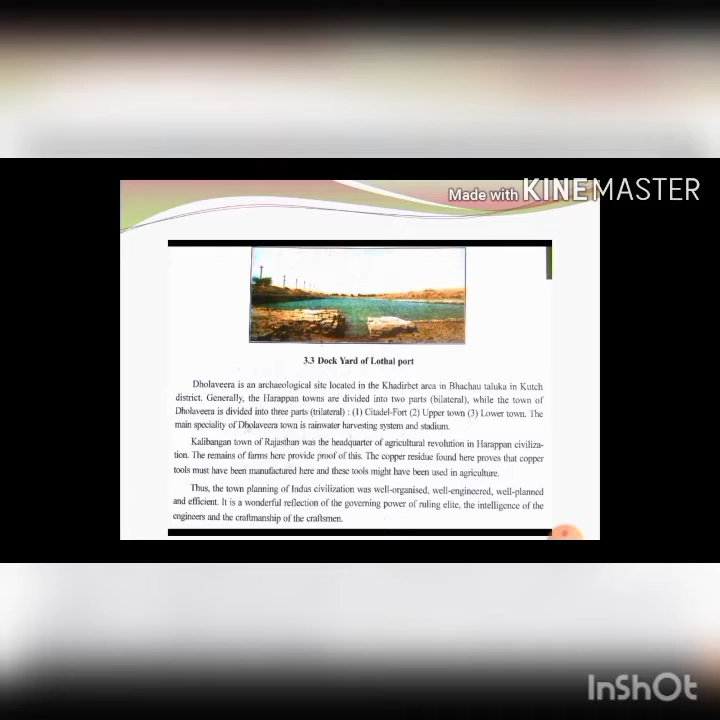 Made with KINEMASTER
3.3 Dock Yard of Lothal port
Dholaveera is an archaeological site located in the Khadirbet area in Bhachau taluka in Kutch
district. Generally, the Harappan towns are divided into two parts (bilateral), while the town of
Dholaveera is divided into three parts (trilateral) : (1) Citadel-Fort (2) Upper town (3) Lower town. The
main speciality of Dholaveera town is rainwater harvesting system and stadium.
Kalibangan town of Rajasthan was the headquarter of agricultural revolution in Harappan civiliza-
tion. The remains of farms here provide proof of this. The copper residue found here proves that copper
tools must have been manufactured here and these tools might have been used in agriculture.
Thus, the town planning of Indus civilization was well-organised, well-engineered, well-planned
and efficient. It is a wonderful reflection of the governing power of ruling elite, the intelligence of the
engineers and the craftmanship of the craftsmen.
InShOt